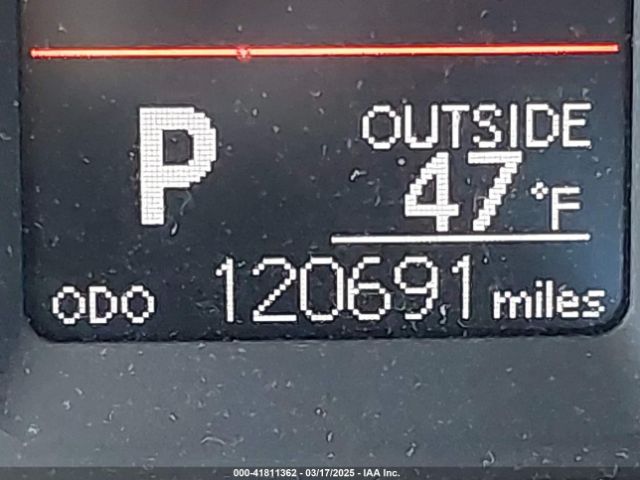 P
OUTSIDE
47 °F
ODO 120691 miles
000-41811362 - 03/17/2025 - IAA Inc.